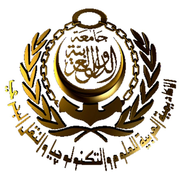 جامعة
الدول العربية
الأكاديمية العربية للعلوم والتكنولوجيا والنقل البحري